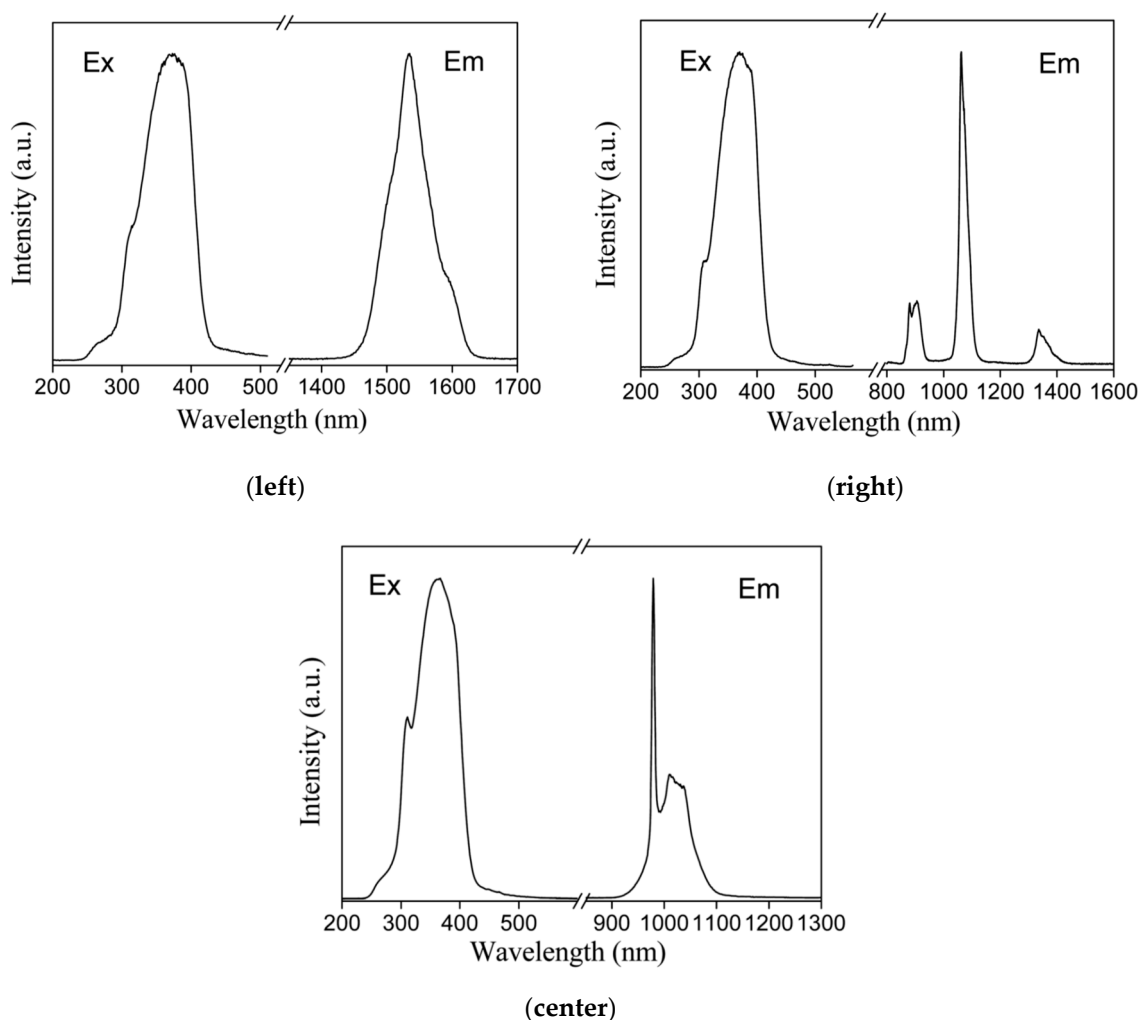 Ex
Em
Intensity (a.u.)
200 300 400 500 1400 1500 1600 1700
Wavelength (nm)
(left)
Ex
Em
Intensity (a.u.)
200 300 400 500 800 1000 1200 1400 1600
Wavelength (nm)
(right)
Ex
Em
Intensity (a.u.)
200 300 400 500 900 1000 1100 1200 1300
Wavelength (nm)
(center)